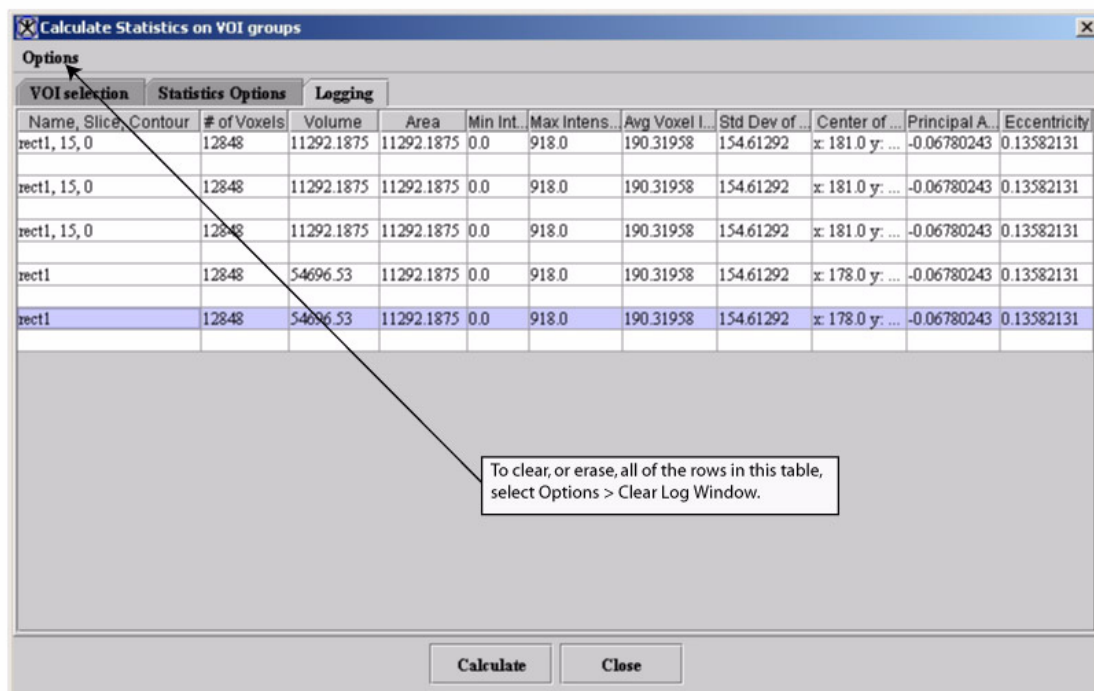 Calculate Statistics on VOI groups
Options
VOI selection Statistics Options Logging
Name, Slice, Contour # of Voxels Volume Area Min Int... Max Intens... Avg Voxel I... Std Dev of ... Center of ... Principal A... Eccentricity
rect1, 15, 0 12848 11292.1875 11292.1875 0.0 918.0 190.31958 154.61292 x: 181.0 y: ... -0.06780243 0.13582131
rect1, 15, 0 12848 11292.1875 11292.1875 0.0 918.0 190.31958 154.61292 x: 181.0 y: ... -0.06780243 0.13582131
rect1, 15, 0 12848 11292.1875 11292.1875 0.0 918.0 190.31958 154.61292 x: 181.0 y: ... -0.06780243 0.13582131
rect1 12848 54696.53 11292.1875 0.0 918.0 190.31958 154.61292 x: 178.0 y: ... -0.06780243 0.13582131
rect1 12848 54696.53 11292.1875 0.0 918.0 190.31958 154.61292 x: 178.0 y: ... -0.06780243 0.13582131
To clear, or erase, all of the rows in this table,
select Options > Clear Log Window.
Calculate Close